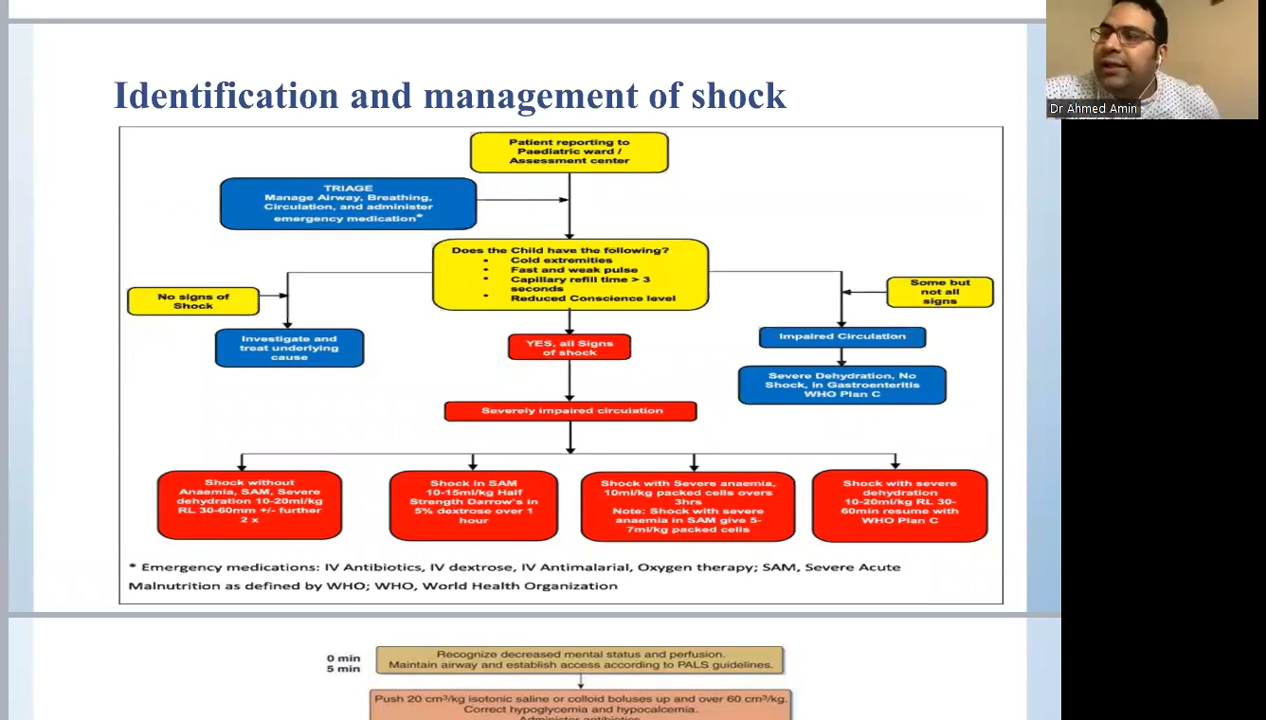 Dr Ahmed Amin
Identification and management of shock
Patient reporting to
Paediatric ward /
Assessment center
TRIAGE
Manage Airway, Breathing,
Circulation, and administer
emergency medication*
Does the Child have the following?
• Cold extremities
• Fast and weak pulse
• Capillary refill time > 3
seconds
• Reduced Conscience level
No signs of
Shock
Some but
not all
signs
Investigate and
treat underlying
cause
YES, all Signs
of shock
Impaired Circulation
Severe Dehydration, No
Shock, in Gastroenteritis
WHO Plan C
Severely impaired circulation
Shock without
Anaemia, SAM, Severe
dehydration 10-20ml/kg
RL 30-60mm +/- further
2 x
Shock in SAM
10-15ml/kg Half
Strength Darrow's in
5% dextrose over 1
hour
Shock with Severe anaemia,
10ml/kg packed cells overs
3hrs
Note: Shock with severe
anaemia in SAM give 5-
7ml/kg packed cells
Shock with severe
dehydration
10-20ml/kg RL 30-
60min resume with
WHO Plan C
* Emergency medications: IV Antibiotics, IV dextrose, IV Antimalarial, Oxygen therapy; SAM, Severe Acute
Malnutrition as defined by WHO; WHO, World Health Organization
0 min
5 min
Recognize decreased mental status and perfusion.
Maintain airway and establish access according to PALS guidelines.
Push 20 cm³/kg isotonic saline or colloid boluses up and over 60 cm³/kg.
Correct hypoglycemia and hypocalcemia.
Administer antibiotics.